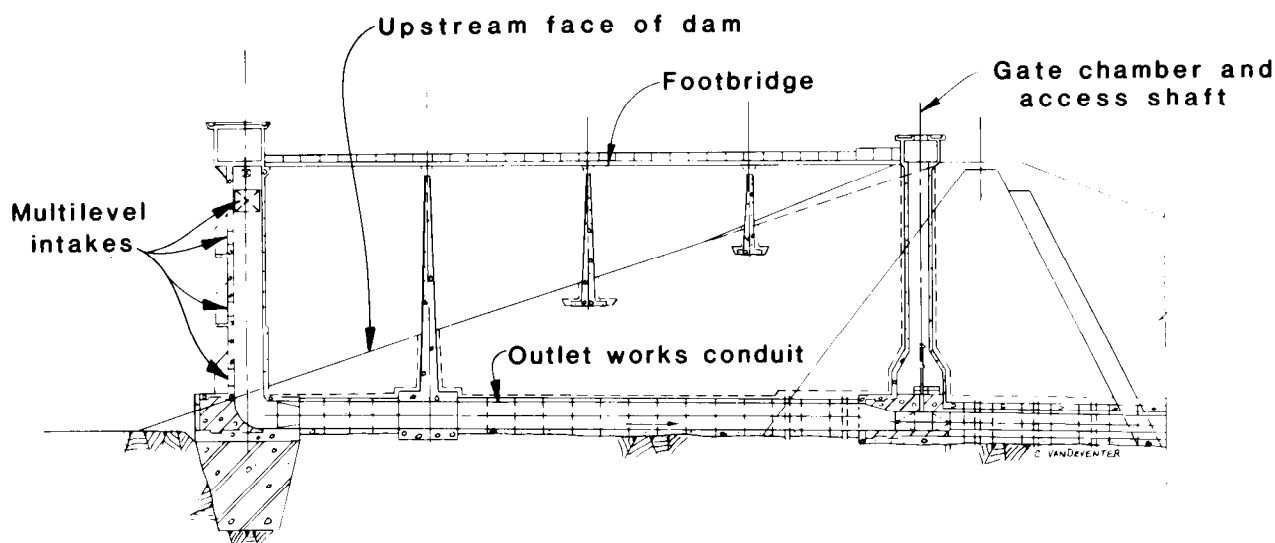 Upstream face of dam
Footbridge
Gate chamber and
access shaft
Multilevel
intakes
Outlet works conduit
C VANDEVENTER